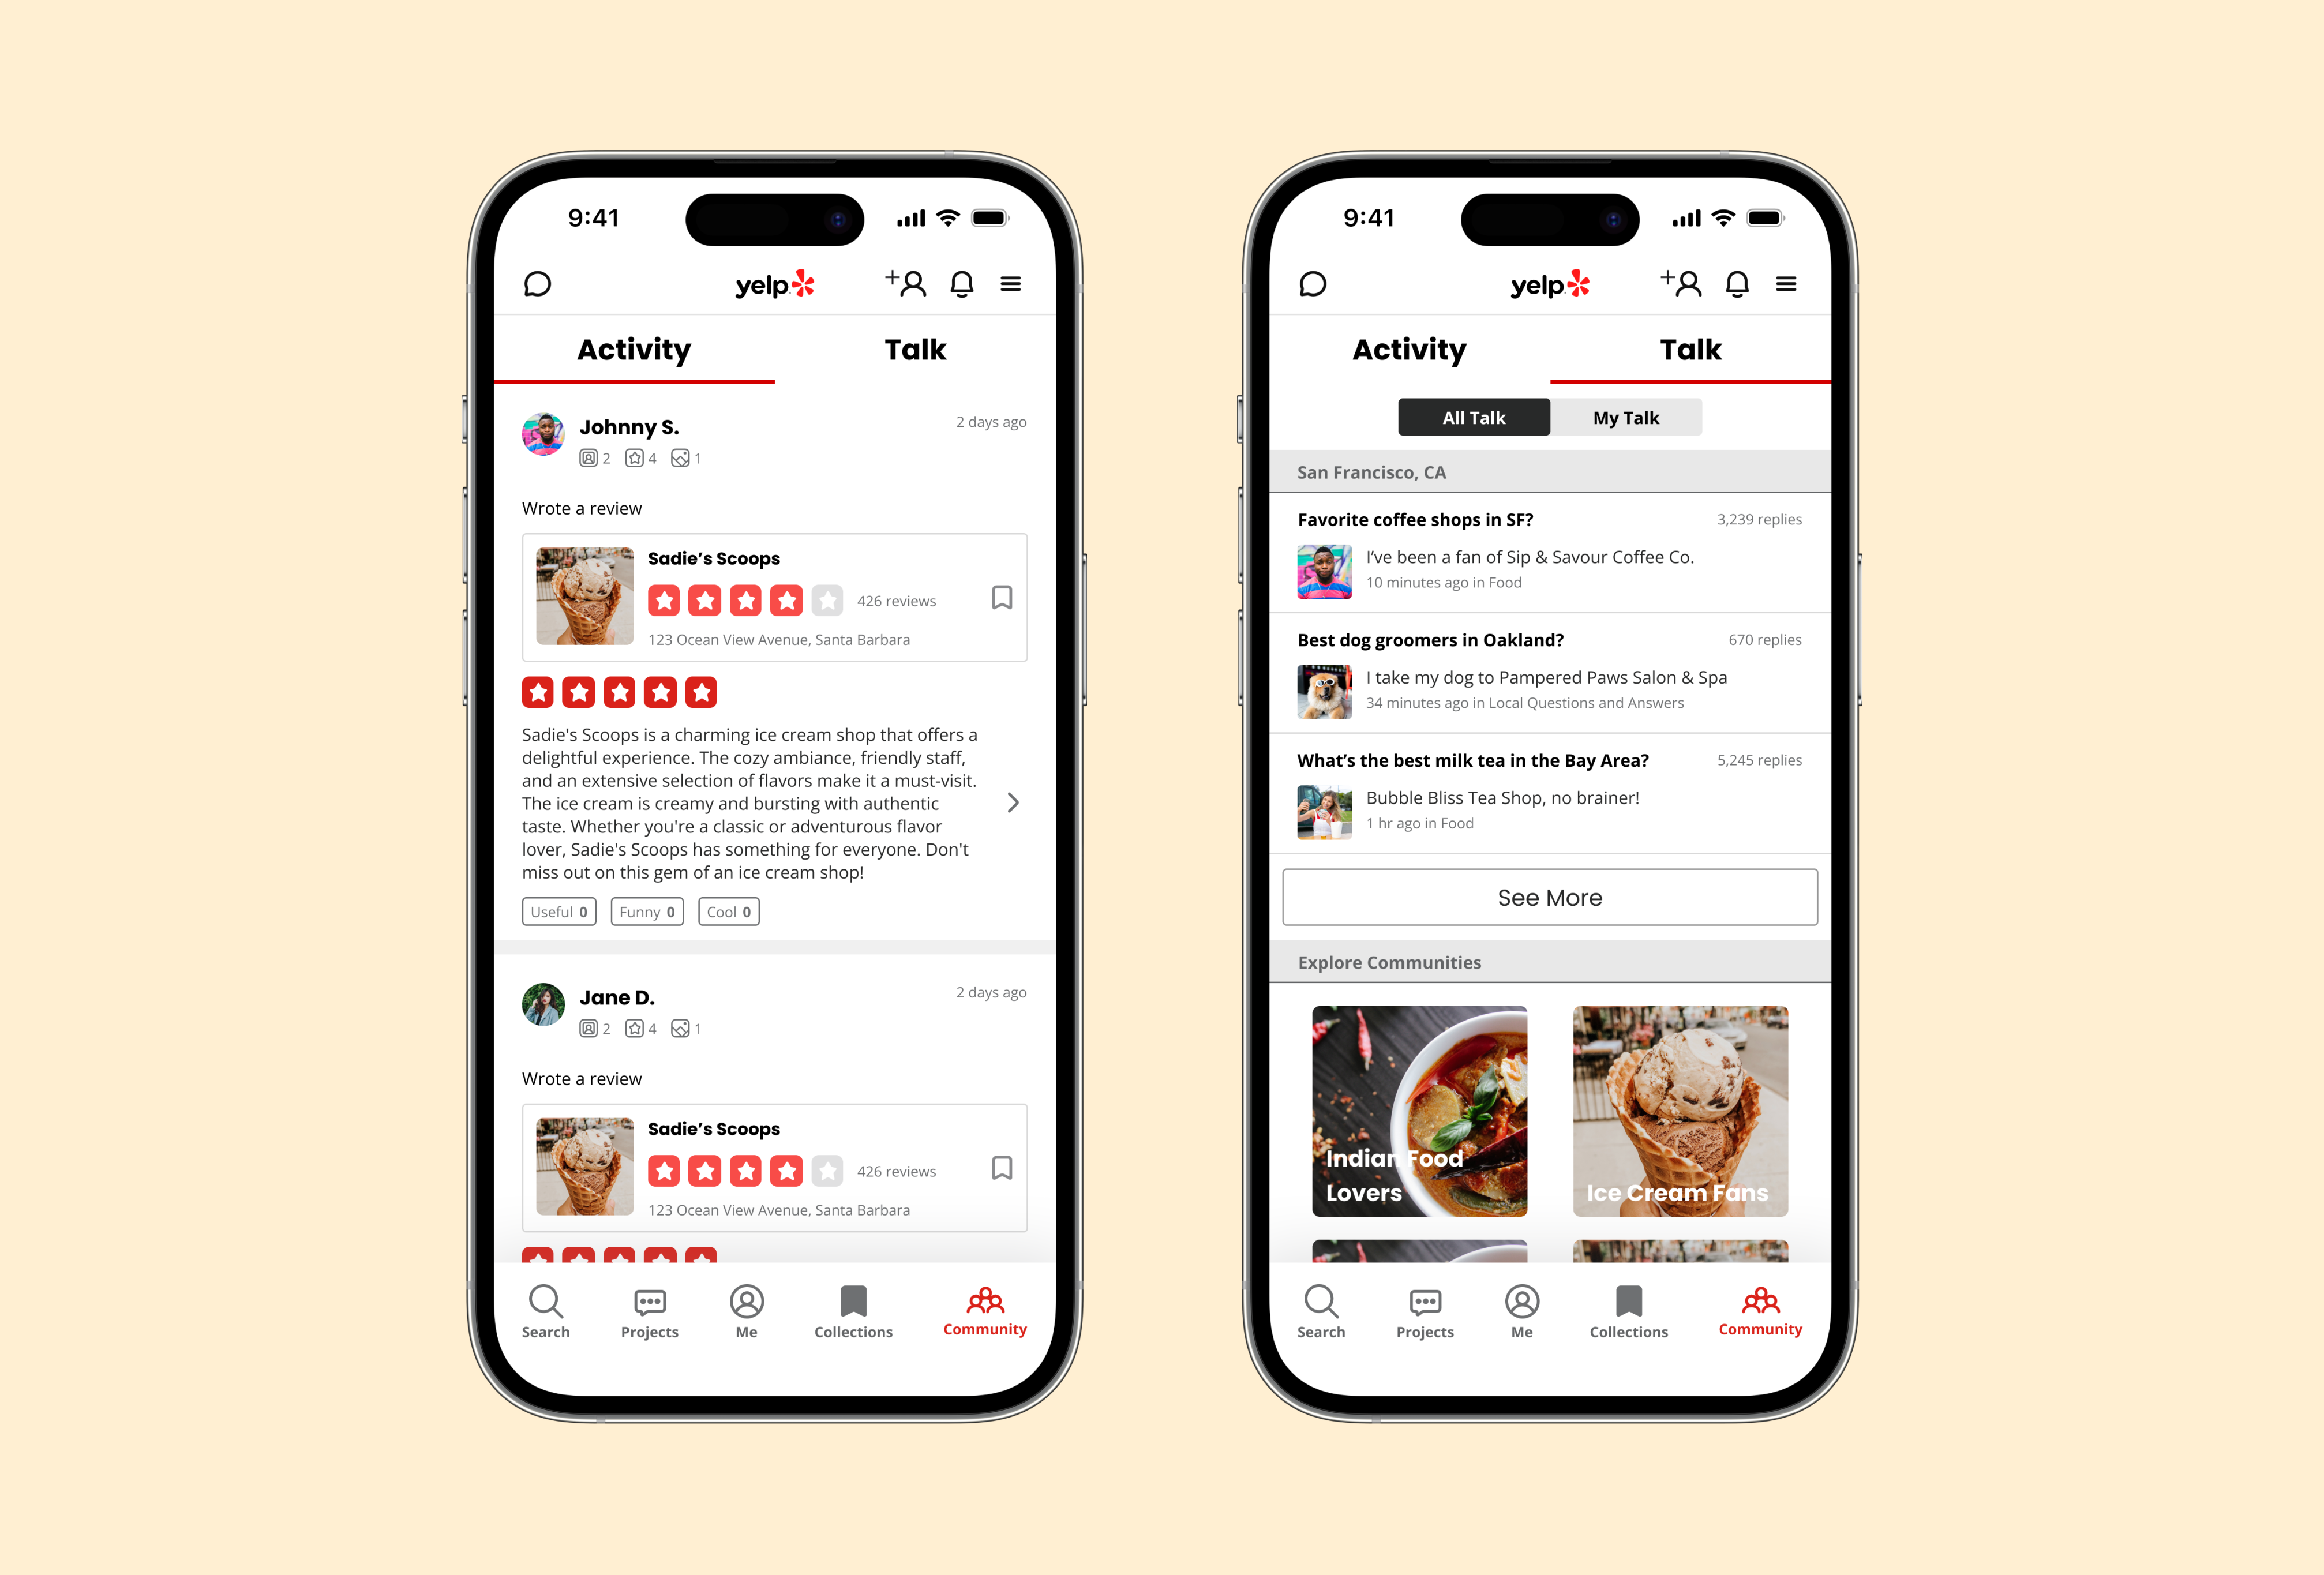 9:41
yelp
Activity Talk
Johnny S. 2 days ago
2 4 1
Wrote a review
Sadie’s Scoops
426 reviews
123 Ocean View Avenue, Santa Barbara
Sadie's Scoops is a charming ice cream shop that offers a
delightful experience. The cozy ambiance, friendly staff,
and an extensive selection of flavors make it a must-visit.
The ice cream is creamy and bursting with authentic
taste. Whether you're a classic or adventurous flavor
lover, Sadie's Scoops has something for everyone. Don't
miss out on this gem of an ice cream shop!
Useful 0 Funny 0 Cool 0
Jane D. 2 days ago
2 4 1
Wrote a review
Sadie’s Scoops
426 reviews
123 Ocean View Avenue, Santa Barbara
Search Projects Me Collections Community
9:41
yelp
Activity Talk
All Talk My Talk
San Francisco, CA
Favorite coffee shops in SF? 3,239 replies
I’ve been a fan of Sip & Savour Coffee Co.
10 minutes ago in Food
Best dog groomers in Oakland? 670 replies
I take my dog to Pampered Paws Salon & Spa
34 minutes ago in Local Questions and Answers
What’s the best milk tea in the Bay Area? 5,245 replies
Bubble Bliss Tea Shop, no brainer!
1 hr ago in Food
See More
Explore Communities
Indian Food
Lovers
Ice Cream Fans
Search Projects Me Collections Community